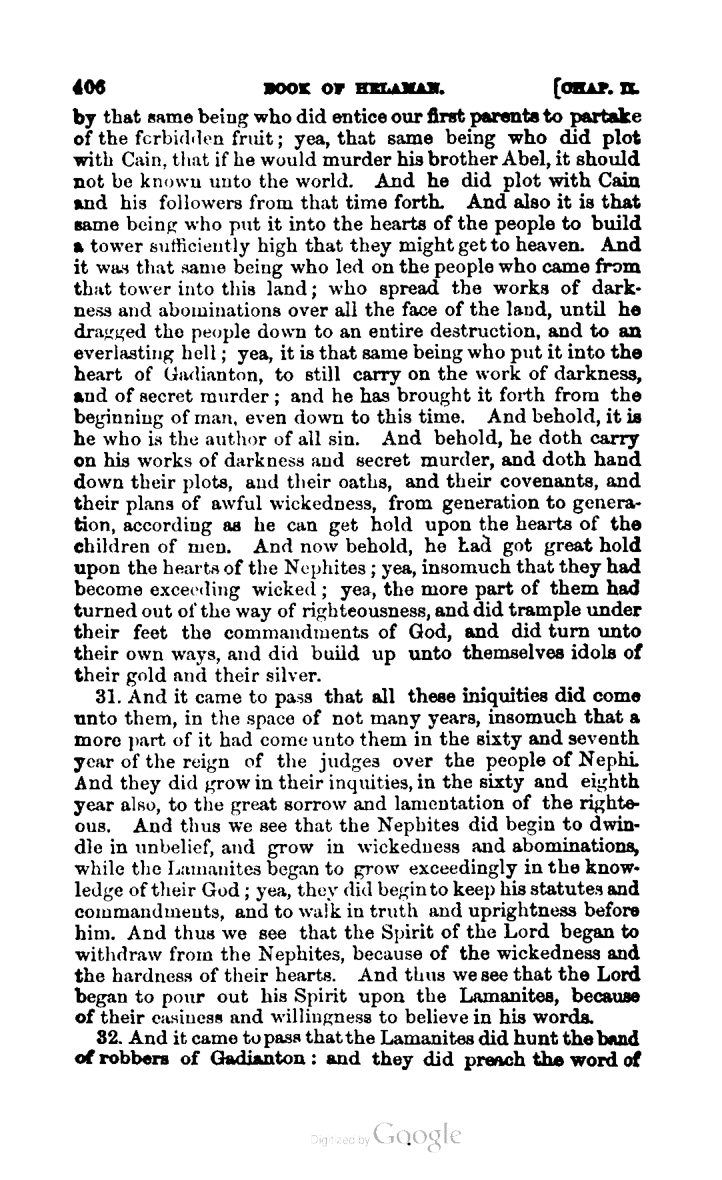 406 BOOK OF HELAMAN. [CHAP. II.
by that same being who did entice our first parents to partake
of the forbidden fruit; yea, that same being who did plot
with Cain, that if he would murder his brother Abel, it should
not be known unto the world. And he did plot with Cain
and his followers from that time forth. And also it is that
same being who put it into the hearts of the people to build
a tower sufficiently high that they might get to heaven. And
it was that same being who led on the people who came from
that tower into this land; who spread the works of dark-
ness and abominations over all the face of the land, until he
dragged the people down to an entire destruction, and to an
everlasting hell; yea, it is that same being who put it into the
heart of Gadianton, to still carry on the work of darkness,
and of secret murder; and he has brought it forth from the
beginning of man, even down to this time. And behold, it is
he who is the author of all sin. And behold, he doth carry
on his works of darkness and secret murder, and doth hand
down their plots, and their oaths, and their covenants, and
their plans of awful wickedness, from generation to genera-
tion, according as he can get hold upon the hearts of the
children of men. And now behold, he had got great hold
upon the hearts of the Nephites; yea, insomuch that they had
become exceeding wicked; yea, the more part of them had
turned out of the way of righteousness, and did trample under
their feet the commandments of God, and did turn unto
their own ways, and did build up unto themselves idols of
their gold and their silver.
31. And it came to pass that all these iniquities did come
unto them, in the space of not many years, insomuch that a
more part of it had come unto them in the sixty and seventh
year of the reign of the judges over the people of Nephi.
And they did grow in their inquities, in the sixty and eighth
year also, to the great sorrow and lamentation of the righte-
ous. And thus we see that the Nephites did begin to dwin-
dle in unbelief, and grow in wickedness and abominations,
while the Lamanites began to grow exceedingly in the know-
ledge of their God; yea, they did begin to keep his statutes and
commandments, and to walk in truth and uprightness before
him. And thus we see that the Spirit of the Lord began to
withdraw from the Nephites, because of the wickedness and
the hardness of their hearts. And thus we see that the Lord
began to pour out his Spirit upon the Lamanites, because
of their easiness and willingness to believe in his words.
32. And it came to pass that the Lamanites did hunt the band
of robbers of Gadianton: and they did preach the word of
Digitized by Google